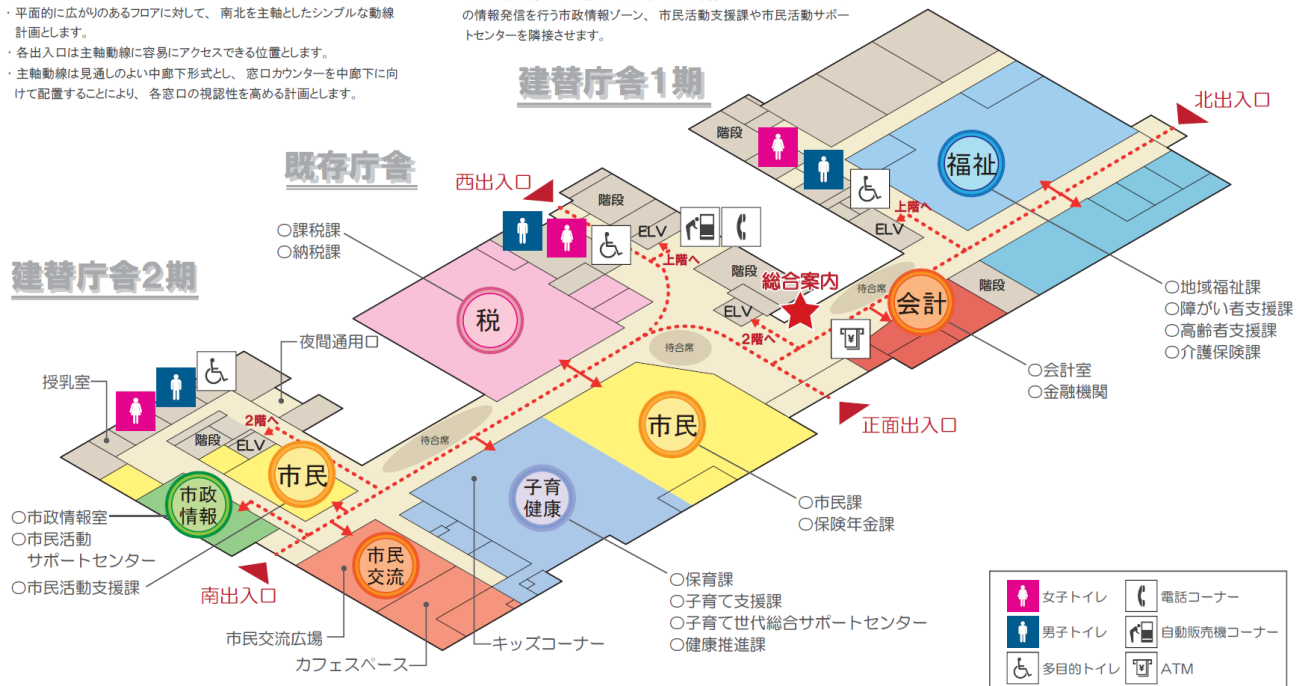 ・平面的に広がりのあるフロアに対して、南北を主軸としたシンプルな動線
計画とします。
・各出入口は主軸動線に容易にアクセスできる位置とします。
・主軸動線は見通しのよい中廊下形式とし、窓口カウンターを中廊下に向
けて配置することにより、各窓口の視認性を高める計画とします。
の情報発信を行う市政情報ゾーン、市民活動支援課や市民活動サポー
トセンターを隣接させます。
建替庁舎1期
北出入口
階段
福祉
既存庁舎
西出入口
階段
上階へ
ELV
○課税課
○納税課
ELV
上階へ
階段
総合案内
待合席
会計
階段
建替庁舎2期
税
ELV
2階へ
待合席
○地域福祉課
○障がい者支援課
○高齢者支援課
○介護保険課
夜間通用口
○会計室
○金融機関
授乳室
正面出入口
2階へ
階段
ELV
待合席
市民
市民
市政
情報
子育
健康
○市政情報室
○市民活動
サポートセンター
○市民活動支援課
○市民課
○保険年金課
市民
交流
南出入口
○保育課
○子育て支援課
○子育て世代総合サポートセンター
○健康推進課
市民交流広場
キッズコーナー
カフェスペース
女子トイレ
電話コーナー
男子トイレ
自動販売機コーナー
多目的トイレ
ATM